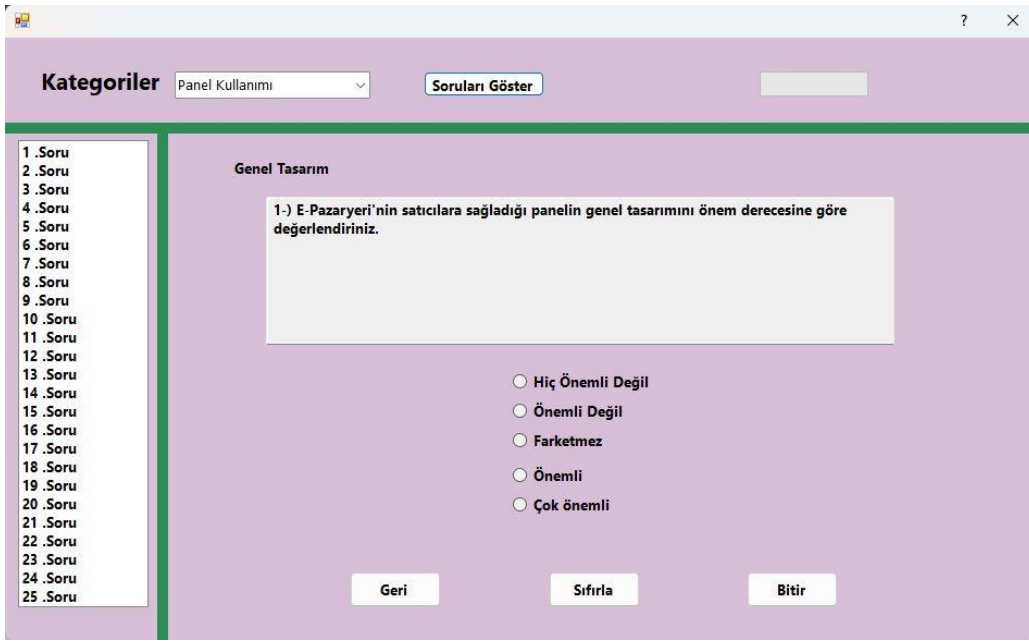 ?
Kategoriler
Panel Kullanımı
Soruları Göster
1 .Soru
2 .Soru
3 .Soru
4 .Soru
5 .Soru
6 .Soru
7 .Soru
8 .Soru
9 .Soru
10 .Soru
11 .Soru
12 .Soru
13 .Soru
14 .Soru
15 .Soru
16 .Soru
17 .Soru
18 .Soru
19 .Soru
20 .Soru
21 .Soru
22 .Soru
23 .Soru
24 .Soru
25 .Soru
Genel Tasarım
1-) E-Pazaryeri'nin satıcılara sağladığı panelin genel tasarımını önem derecesine göre
değerlendiriniz.
Hiç Önemli Değil
Önemli Değil
Farketmez
Önemli
Çok önemli
Geri
Sıfırla
Bitir